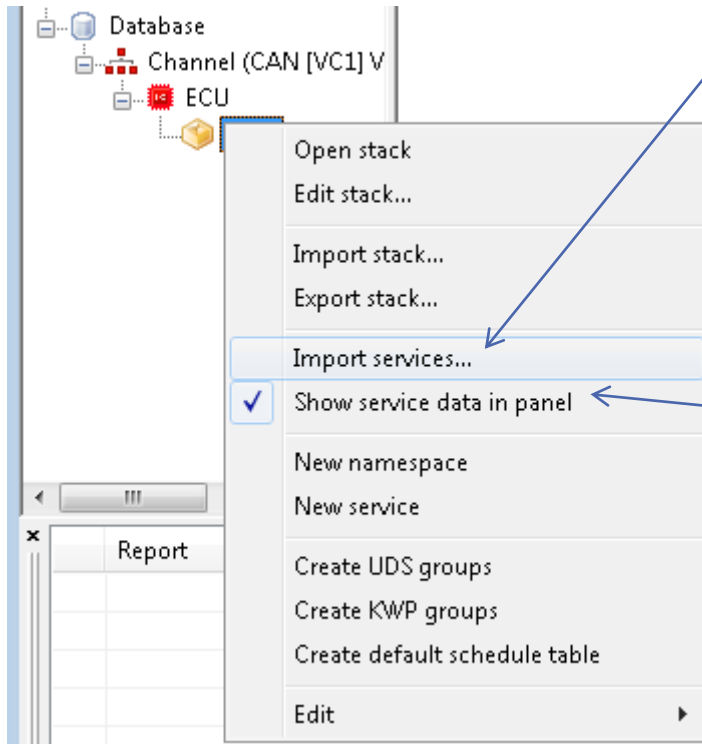 Database
Channel (CAN [VC1] V
ECU
Open stack
Edit stack...
Import stack...
Export stack...
Import services...
Show service data in panel
New namespace
New service
Report
Create UDS groups
Create KWP groups
Create default schedule table
Edit